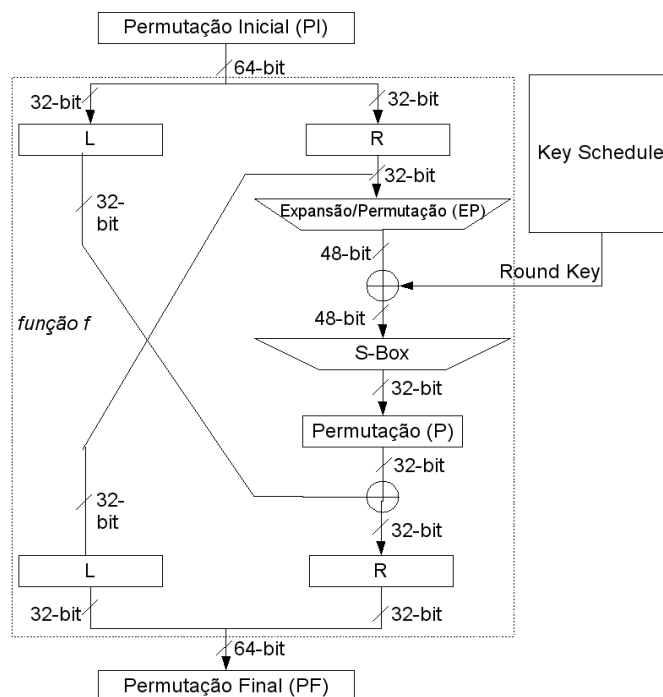 Permutação Inicial (PI)
64-bit
32-bit
32-bit
L
R
Key Schedule
32-bit
32-
bit
Expansão/Permutação (EP)
48-bit
Round Key
função f
48-bit
S-Box
32-bit
Permutação (P)
32-bit
32-
bit
32-bit
L
R
32-bit
32-bit
64-bit
Permutação Final (PF)